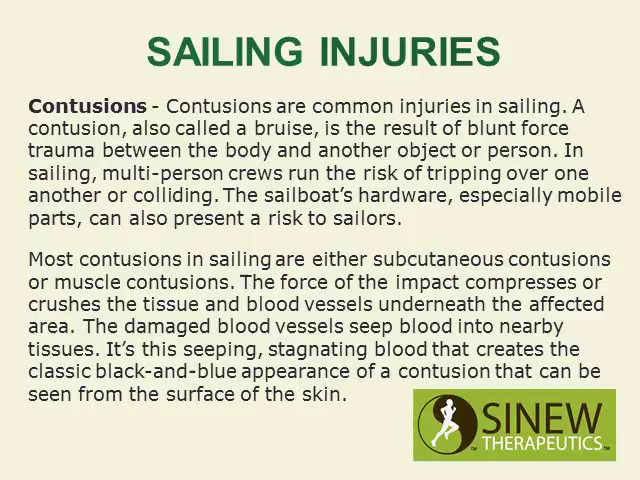 SAILING INJURIES
Contusions - Contusions are common injuries in sailing. A
contusion, also called a bruise, is the result of blunt force
trauma between the body and another object or person. In
sailing, multi-person crews run the risk of tripping over one
another or colliding. The sailboat’s hardware, especially mobile
parts, can also present a risk to sailors.
Most contusions in sailing are either subcutaneous contusions
or muscle contusions. The force of the impact compresses or
crushes the tissue and blood vessels underneath the affected
area. The damaged blood vessels seep blood into nearby
tissues. It’s this seeping, stagnating blood that creates the
classic black-and-blue appearance of a contusion that can be
seen from the surface of the skin.
SINEW
™ THERAPEUTICS™